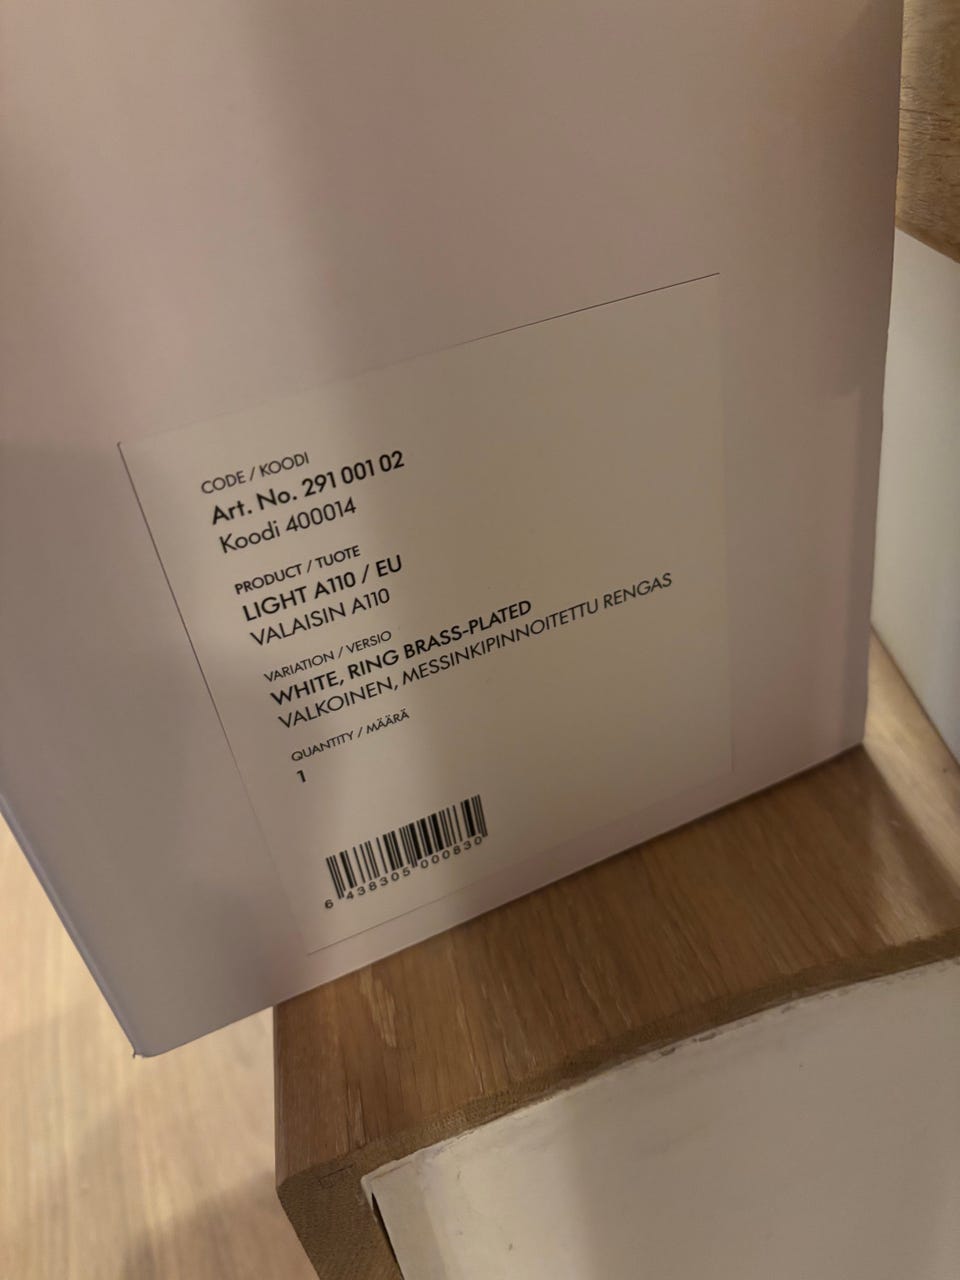 CODE / KOODI
Art. No. 291 001 02
Koodi 400014
PRODUCT / TUOTE
LIGHT A110 / EU
VALAISIN A110
VARIATION / VERSIO
WHITE, RING BRASS-PLATED
VALKOINEN, MESSINKIPINNOITETTU RENGAS
QUANTITY / MÄÄRÄ
1
6 438305 000830